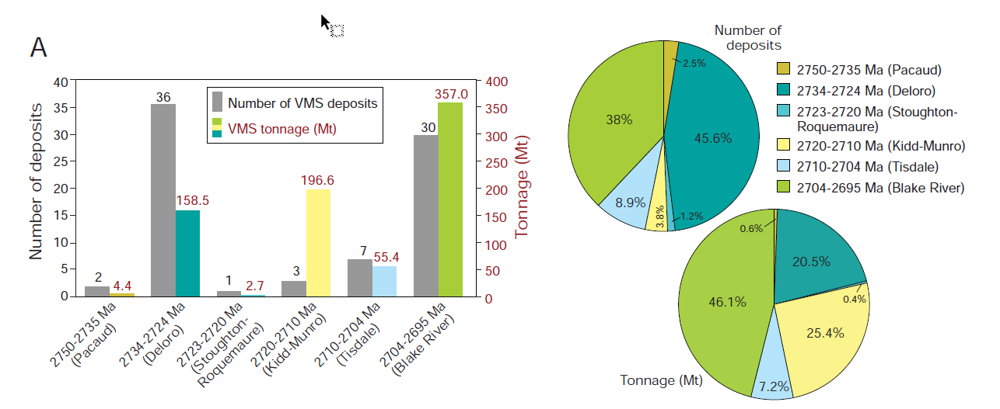 A
Number of deposits
40
35
30
25
20
15
10
5
0
Number of VMS deposits
VMS tonnage (Mt)
2
4.4
36
158.5
1
2.7
3
196.6
7
55.4
30
357.0
400
350
300
250
200
150
100
50
0
Tonnage (Mt)
2750-2735 Ma
(Pacaud)
2734-2724 Ma
(Deloro)
2723-2720 Ma
(Stoughton-
Roquemaure)
2720-2710 Ma
(Kidd-Munro)
2710-2704 Ma
(Tisdale)
2704-2695 Ma
(Blake River)
Number of
deposits
2.5%
45.6%
1.2%
3.8%
8.9%
38%
2750-2735 Ma (Pacaud)
2734-2724 Ma (Deloro)
2723-2720 Ma (Stoughton-
Roquemaure)
2720-2710 Ma (Kidd-Munro)
2710-2704 Ma (Tisdale)
2704-2695 Ma (Blake River)
0.6%
20.5%
0.4%
25.4%
7.2%
46.1%
Tonnage (Mt)